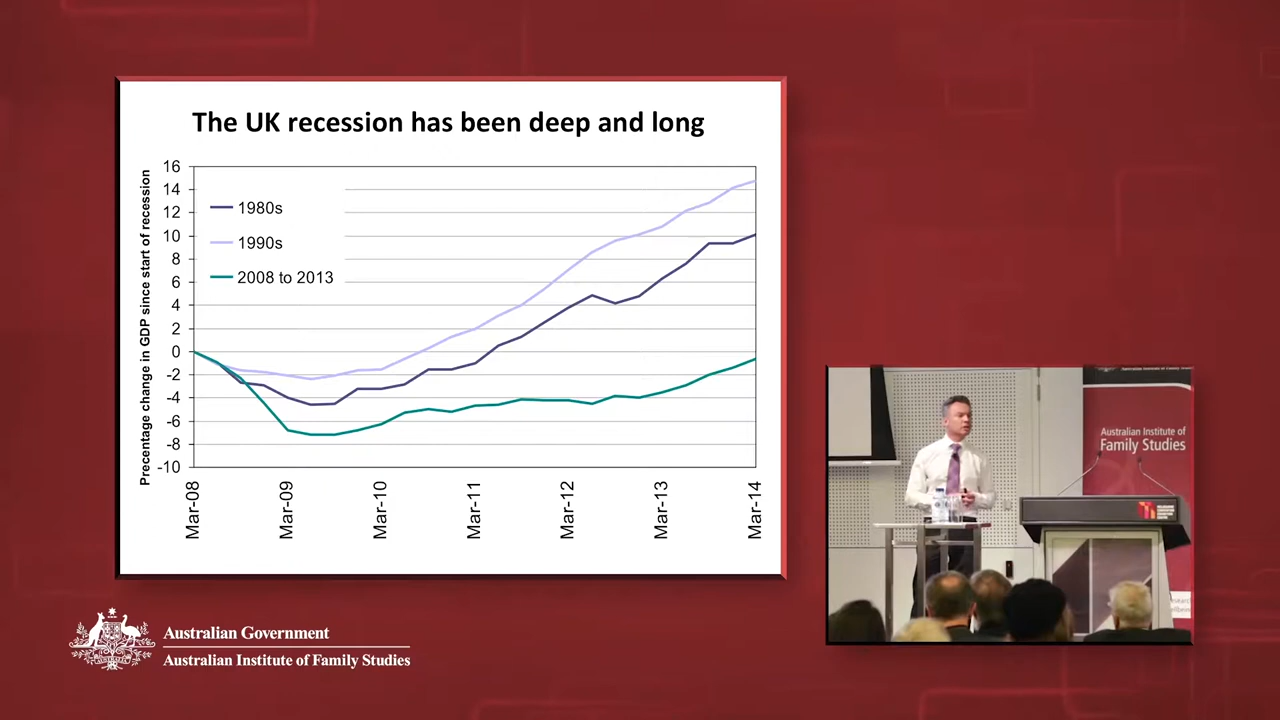 The UK recession has been deep and long
Precentage change in GDP since start of recession
16
14
12
10
8
6
4
2
0
-2
-4
-6
-8
-10
1980s
1990s
2008 to 2013
Mar-08
Mar-09
Mar-10
Mar-11
Mar-12
Mar-13
Mar-14
Australian Institute of
Family Studies
Australian Government
Australian Institute of Family Studies